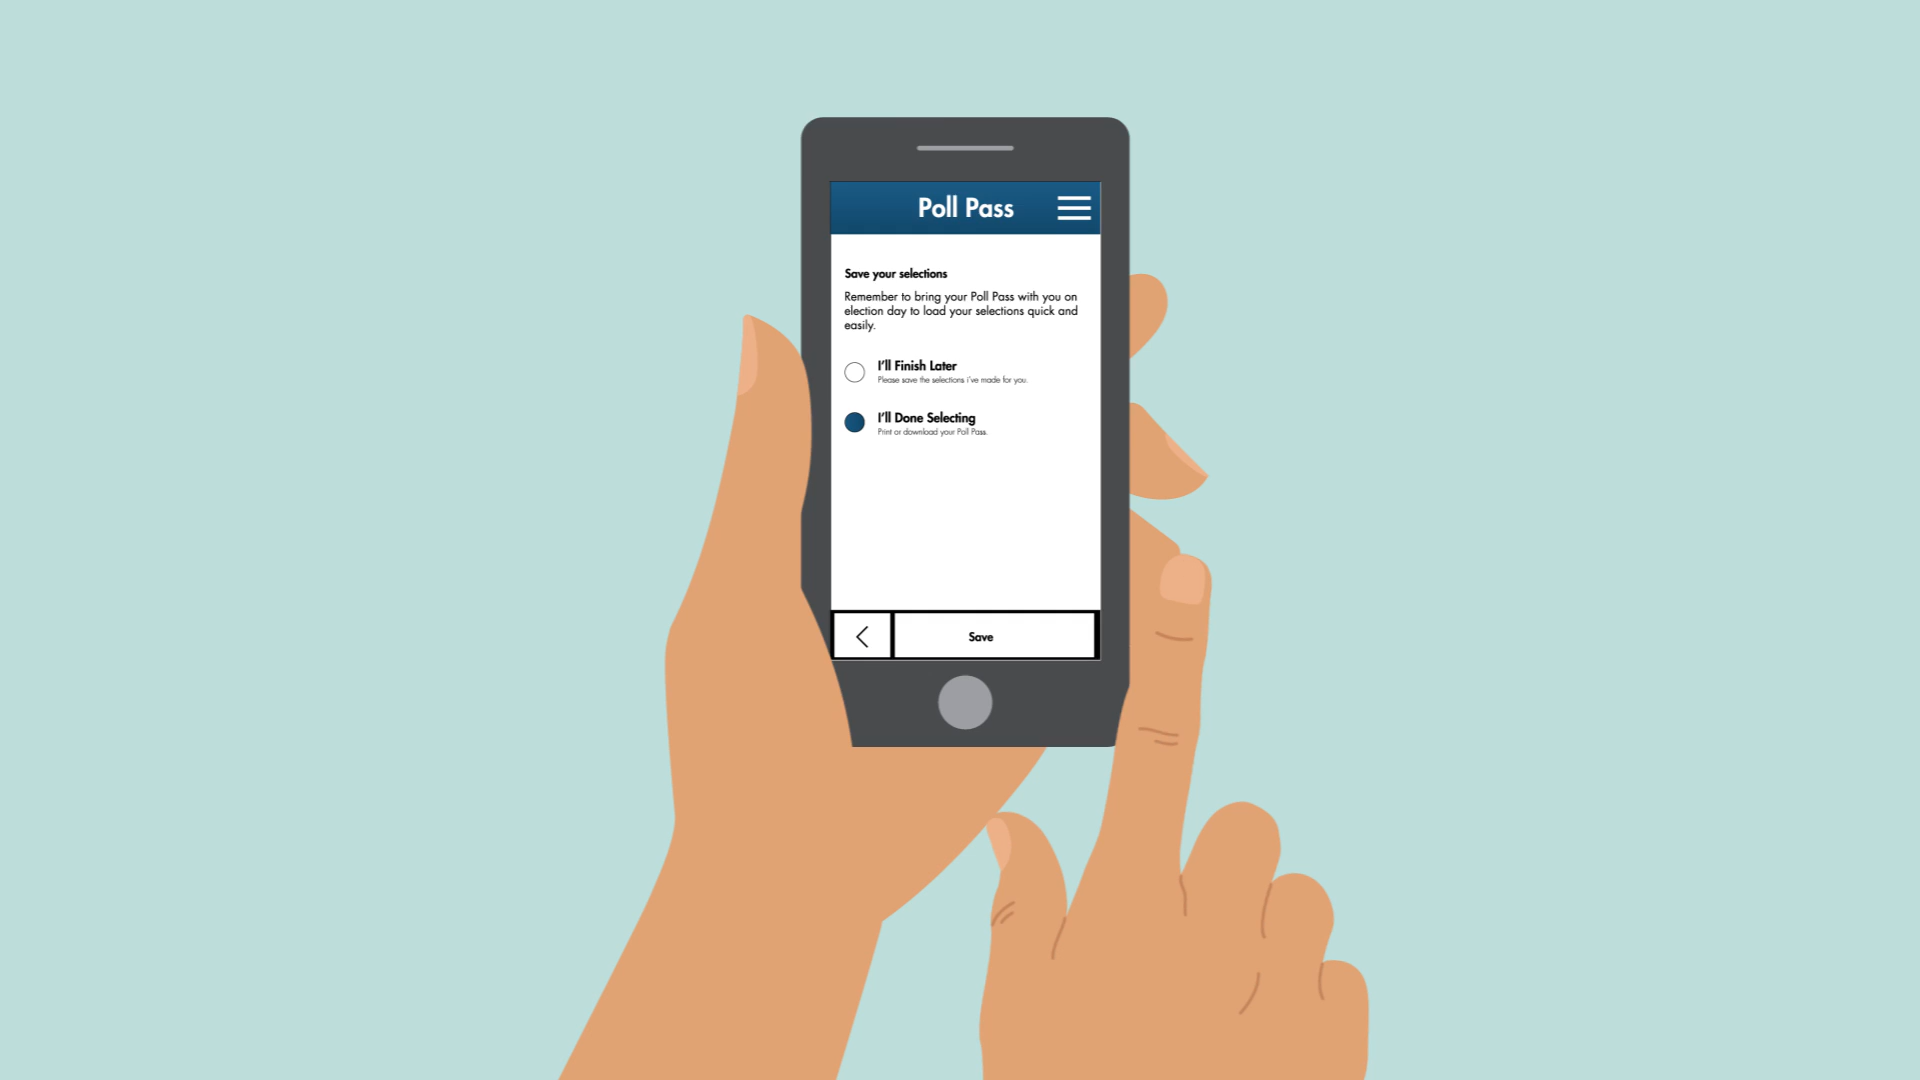 Poll Pass
Save your selections
Remember to bring your Poll Pass with you on
election day to load your selections quick and
easily.
I'll Finish Later
Please save the selections i've made for you.
I'll Done Selecting
Print or download your Poll Pass.
Save